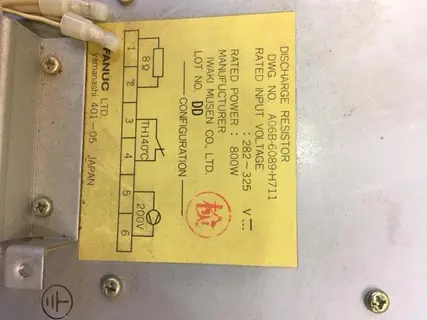 DISCHARGE RESISTOR
DWG NO. A06B-6089-H711
RATED INPUT VOLTAGE
: 282~325 V
RATED POWER : 800W
MANUFUCTURER
IWAKI MUSEN CO., LTD.
LOT NO. DD
CONFIGURATION
検
8Ω
TH140℃
200V
1 2 3 4 5 6
FANUC LTD.
yamanashi 401-05 JAPAN